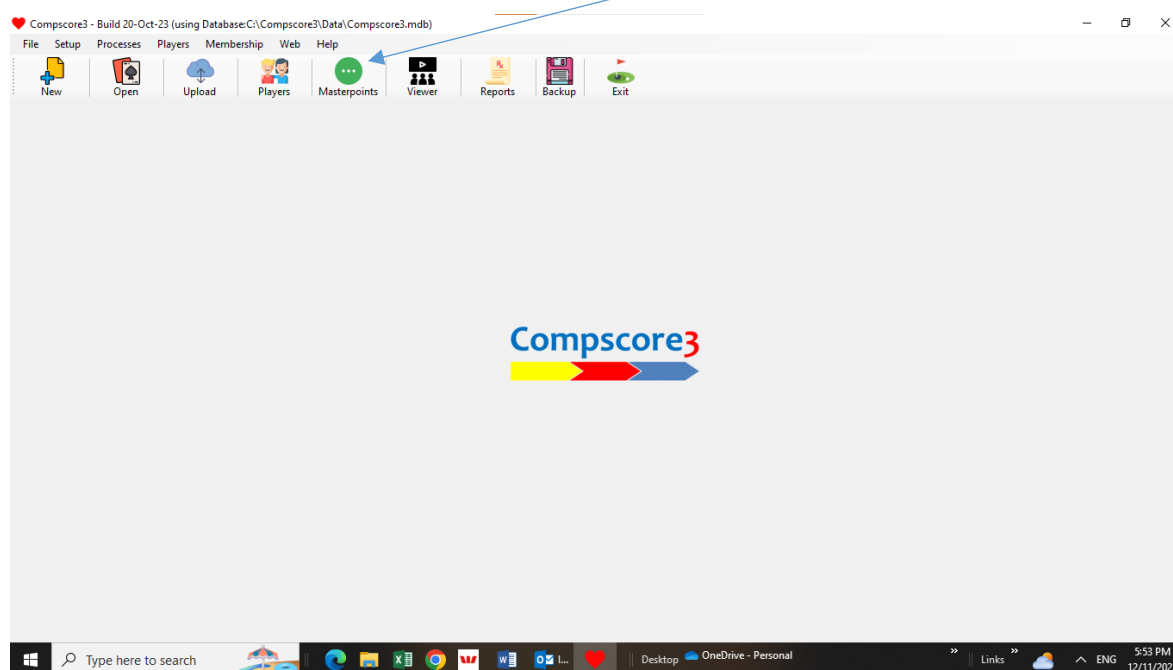 Compscore3 - Build 20-Oct-23 (using Database:C:\Compscore3\Data\Compscore3.mdb)
File Setup Processes Players Membership Web Help
New Open Upload Players Masterpoints Viewer Reports Backup Exit
Compscore3
Type here to search Desktop OneDrive - Personal Links ENG 5:53 PM